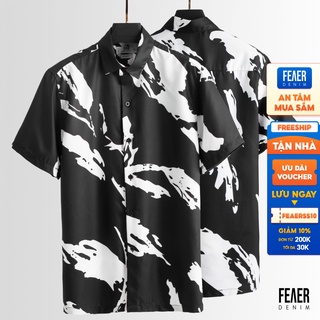 FEAER
DENIM
AN TÂM
MUA SẮM
FREESHIP
TẬN NHÀ
ƯU ĐÃI
VOUCHER
LƯU NGAY
FEAERSS10
GIẢM 10%
ĐƠN TỪ 200K
TỐI ĐA 30K
FEAER
DENIM